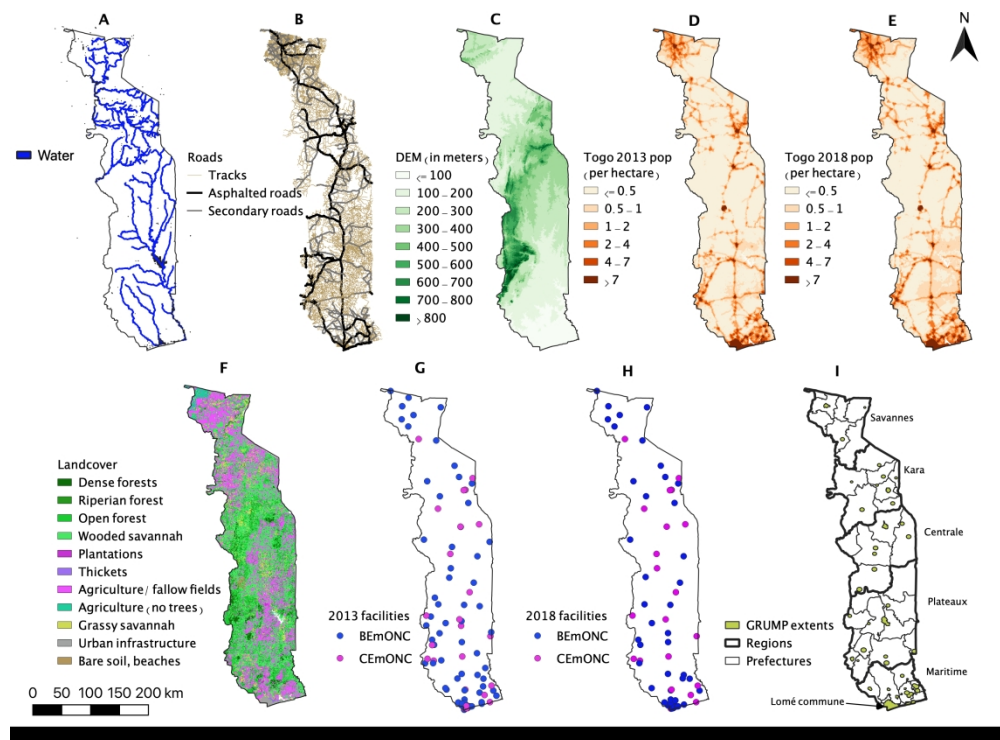 A
B
C
D
E
N
Water
Roads
Tracks
Asphalted roads
Secondary roads
DEM (in meters)
<= 100
100 – 200
200 – 300
300 – 400
400 – 500
500 – 600
600 – 700
700 – 800
> 800
Togo 2013 pop
(per hectare)
<= 0.5
0.5 – 1
1 – 2
2 – 4
4 – 7
> 7
Togo 2018 pop
(per hectare)
<= 0.5
0.5 – 1
1 – 2
2 – 4
4 – 7
> 7
F
G
H
I
Landcover
Dense forests
Riperian forest
Open forest
Wooded savannah
Plantations
Thickets
Agriculture/ fallow fields
Agriculture (no trees)
Grassy savannah
Urban infrastructure
Bare soil, beaches
0 50 100 150 200 km
2013 facilities
BEmONC
CEmONC
2018 facilities
BEmONC
CEmONC
Savannes
Kara
Centrale
Plateaux
Maritime
GRUMP extents
Regions
Prefectures
Lomé commune